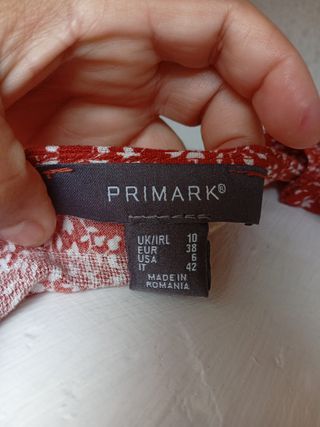 PRIMARK®
UK/IRL 10
EUR 38
USA 6
IT 42
MADE IN
ROMANIA